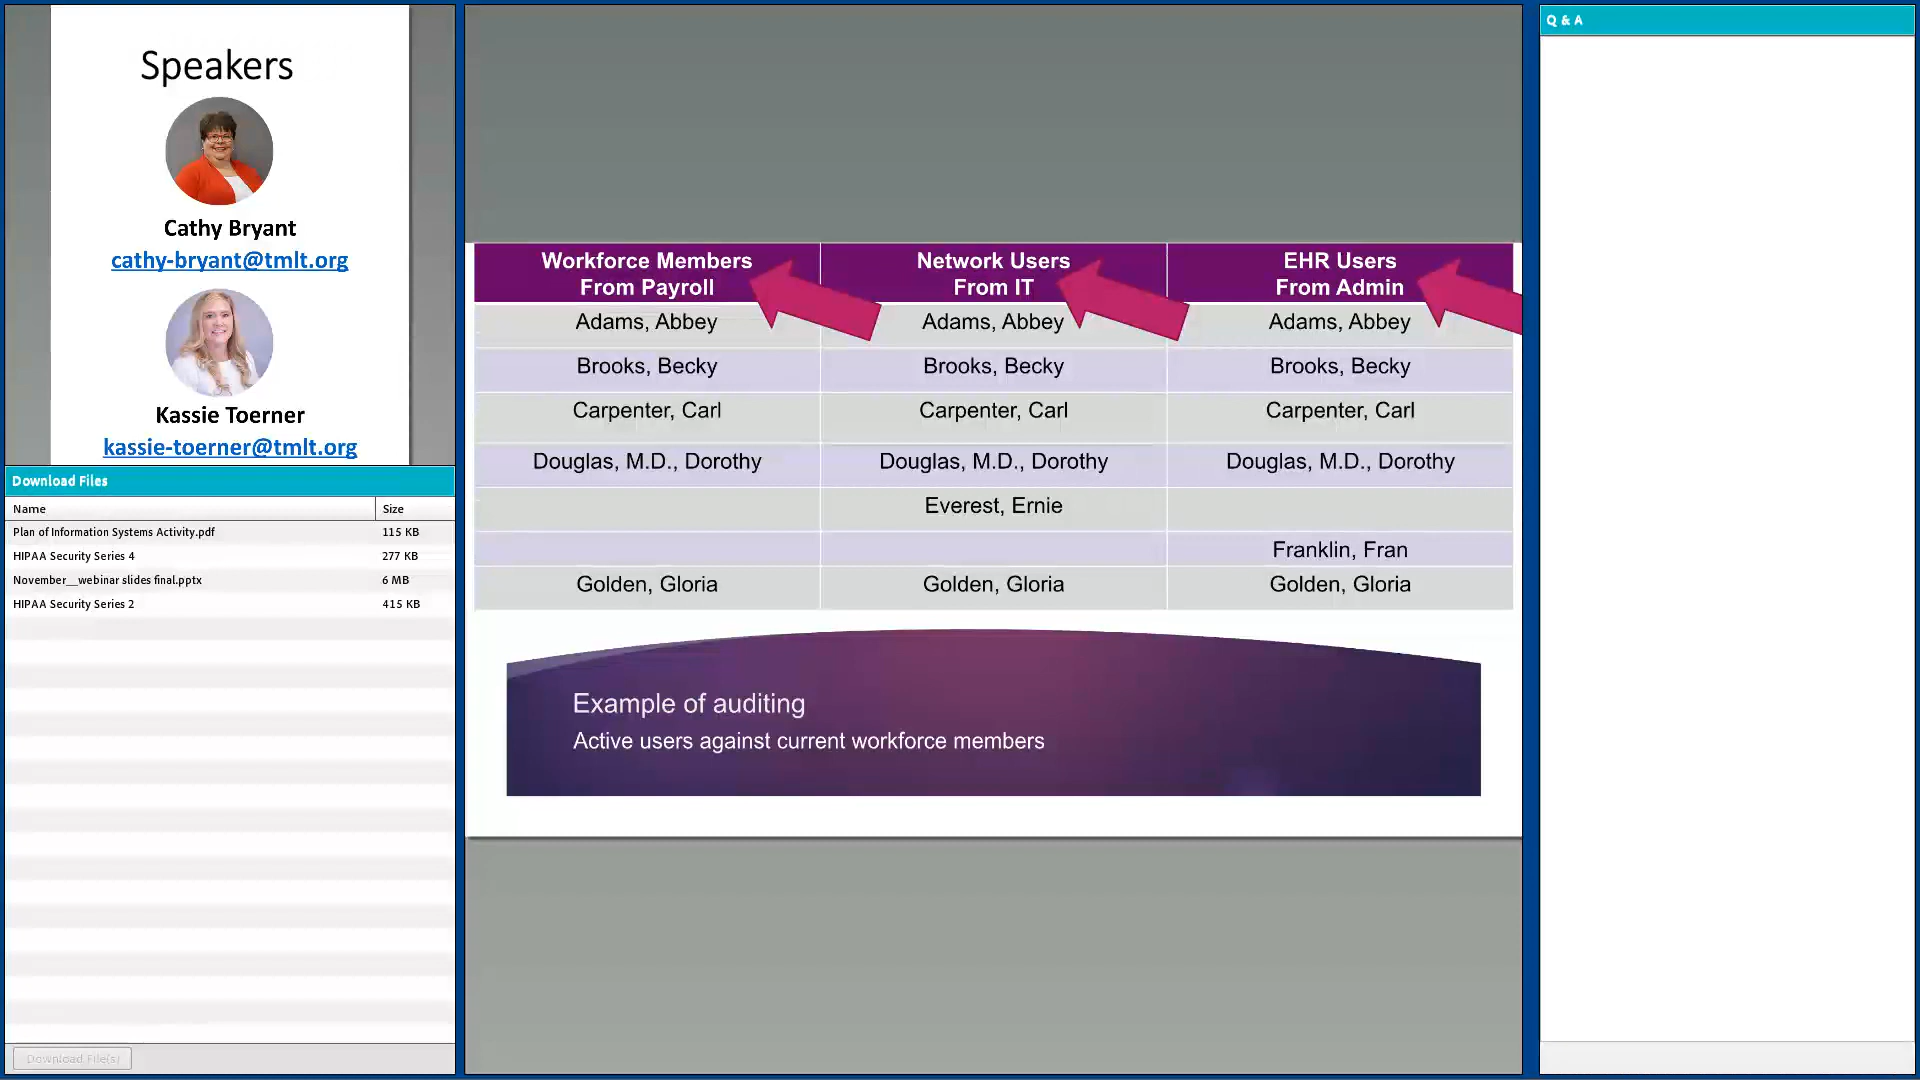 Speakers
Cathy Bryant
cathy-bryant@tmlt.org
Kassie Toerner
kassie-toerner@tmlt.org
Download Files
Name Size
Plan of Information Systems Activity.pdf 115 KB
HIPAA Security Series 4 277 KB
November__webinar slides final.pptx 6 MB
HIPAA Security Series 2 415 KB
Download File(s)
Workforce Members From Payroll Network Users From IT EHR Users From Admin
Adams, Abbey Adams, Abbey Adams, Abbey
Brooks, Becky Brooks, Becky Brooks, Becky
Carpenter, Carl Carpenter, Carl Carpenter, Carl
Douglas, M.D., Dorothy Douglas, M.D., Dorothy Douglas, M.D., Dorothy
Everest, Ernie
Franklin, Fran
Golden, Gloria Golden, Gloria Golden, Gloria
Example of auditing
Active users against current workforce members
Q & A